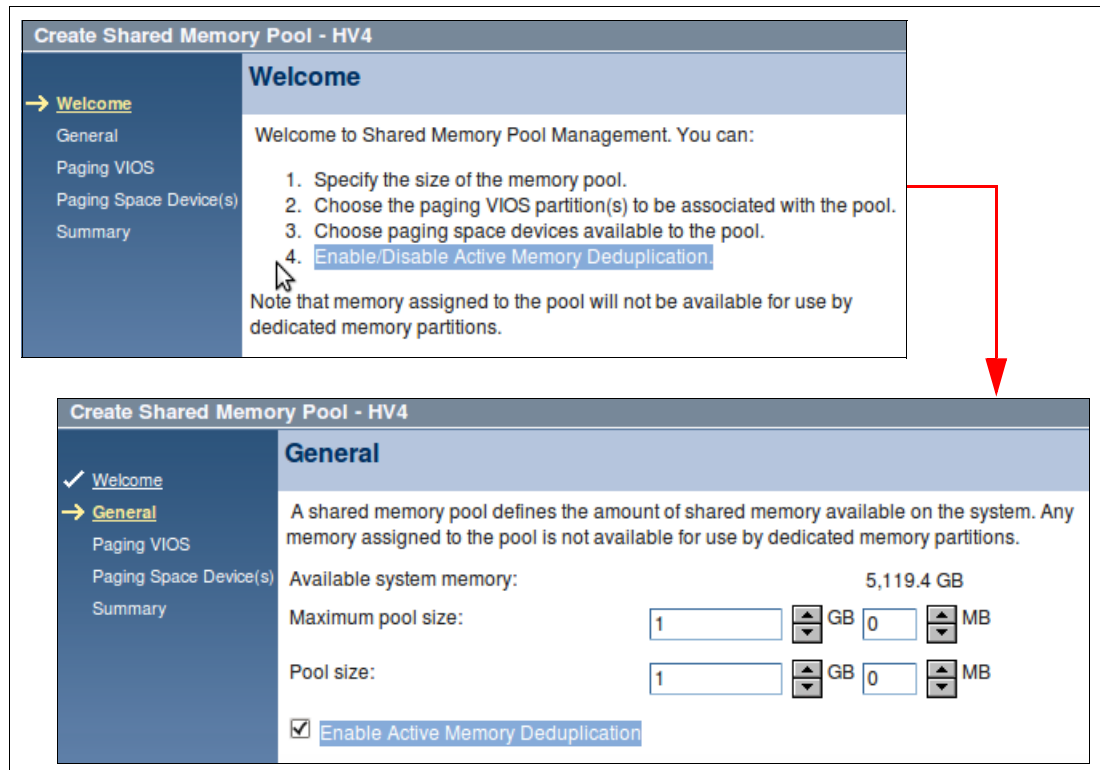 Create Shared Memory Pool - HV4
Welcome
General
Paging VIOS
Paging Space Device(s)
Summary
Welcome
Welcome to Shared Memory Pool Management. You can:
1. Specify the size of the memory pool.
2. Choose the paging VIOS partition(s) to be associated with the pool.
3. Choose paging space devices available to the pool.
4. Enable/Disable Active Memory Deduplication.
Note that memory assigned to the pool will not be available for use by
dedicated memory partitions.
Create Shared Memory Pool - HV4
Welcome
General
Paging VIOS
Paging Space Device(s)
Summary
General
A shared memory pool defines the amount of shared memory available on the system. Any
memory assigned to the pool is not available for use by dedicated memory partitions.
Available system memory: 5,119.4 GB
Maximum pool size: 1 GB 0 MB
Pool size: 1 GB 0 MB
Enable Active Memory Deduplication